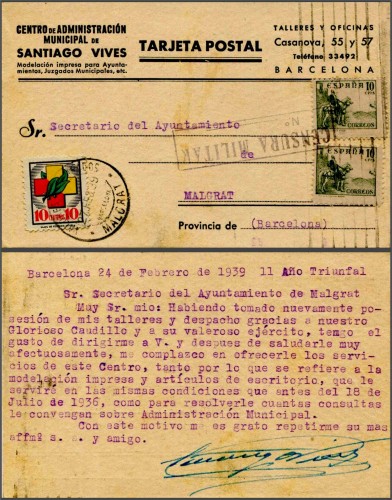 CENTRO DE ADMINISTRACIÓN
MUNICIPAL DE
SANTIAGO VIVES
Modelación impresa para Ayunta-
mientos, Juzgados Municipales, etc.
TARJETA POSTAL
TALLERES Y OFICINAS
Casanova, 55 y 57
Teléfono 33492
BARCELONA
ESPAÑA 10
CORREOS
ESPAÑA 10
CORREOS
Sr. Secretario del Ayuntamiento
CENSURA MILITAR
de
MALGRAT
10 10
MALGRAT
Provincia de (Barcelona)
Barcelona 24 de Febrero de 1939 11 Año Triunfal
Sr. Secretario del Ayuntamiento de Malgrat
Muy Sr. mio: Habiendo tomado nuevamente po-
sesión de mis talleres y despacho gracias a nuestro
Glorioso Caudillo y a su valeroso ejército, tengo el
gusto de dirigirme a V. y despues de saludarle muy
afectuosamente, me complazco en ofrecerle los servi-
cios de este Centro, tanto por lo que se refiere a la
modelación impresa y artículos de escritorio, que le
servirá en las mismas condiciones que antes del 18 de
Julio de 1936, como para resolverle cuantas consultas
le convengan sobre Administración Municipal.
Con este motivo me es grato repetirme su mas
affmº s. s. y amigo.